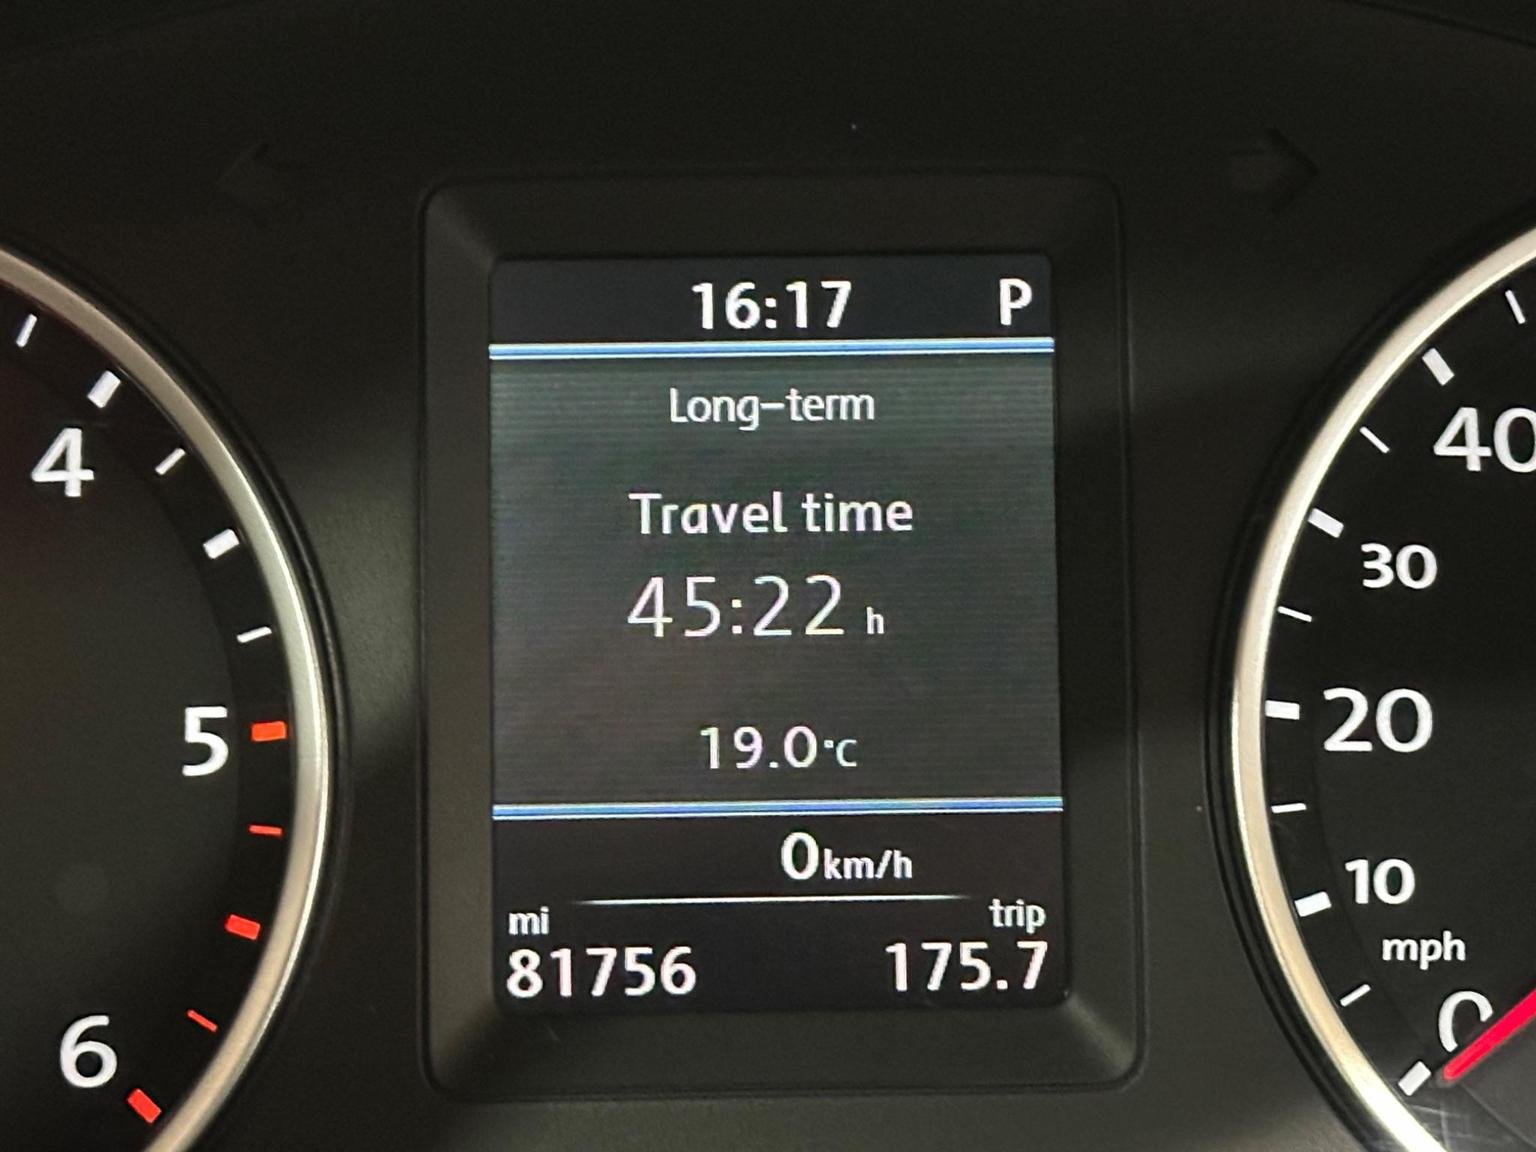 16:17 P
Long-term
Travel time
45:22 h
19.0°C
0km/h
mi trip
81756 175.7
4
5
6
40
30
20
10
mph
0